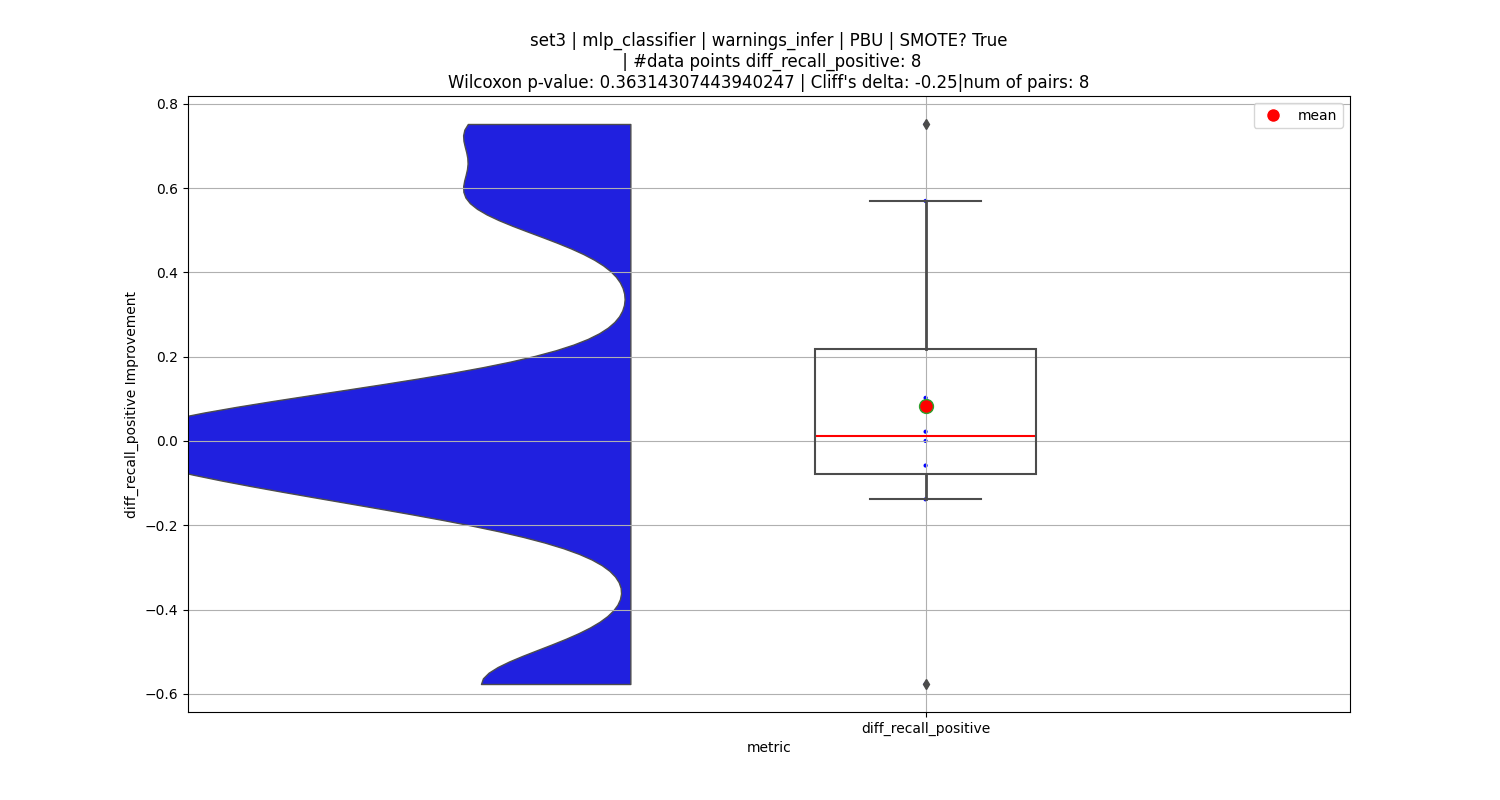 set3 | mlp_classifier | warnings_infer | PBU | SMOTE? True
| #data points diff_recall_positive: 8
Wilcoxon p-value: 0.36314307443940247 | Cliff's delta: -0.25|num of pairs: 8
mean
0.8
0.6
0.4
0.2
0.0
−0.2
−0.4
−0.6
diff_recall_positive Improvement
diff_recall_positive
metric